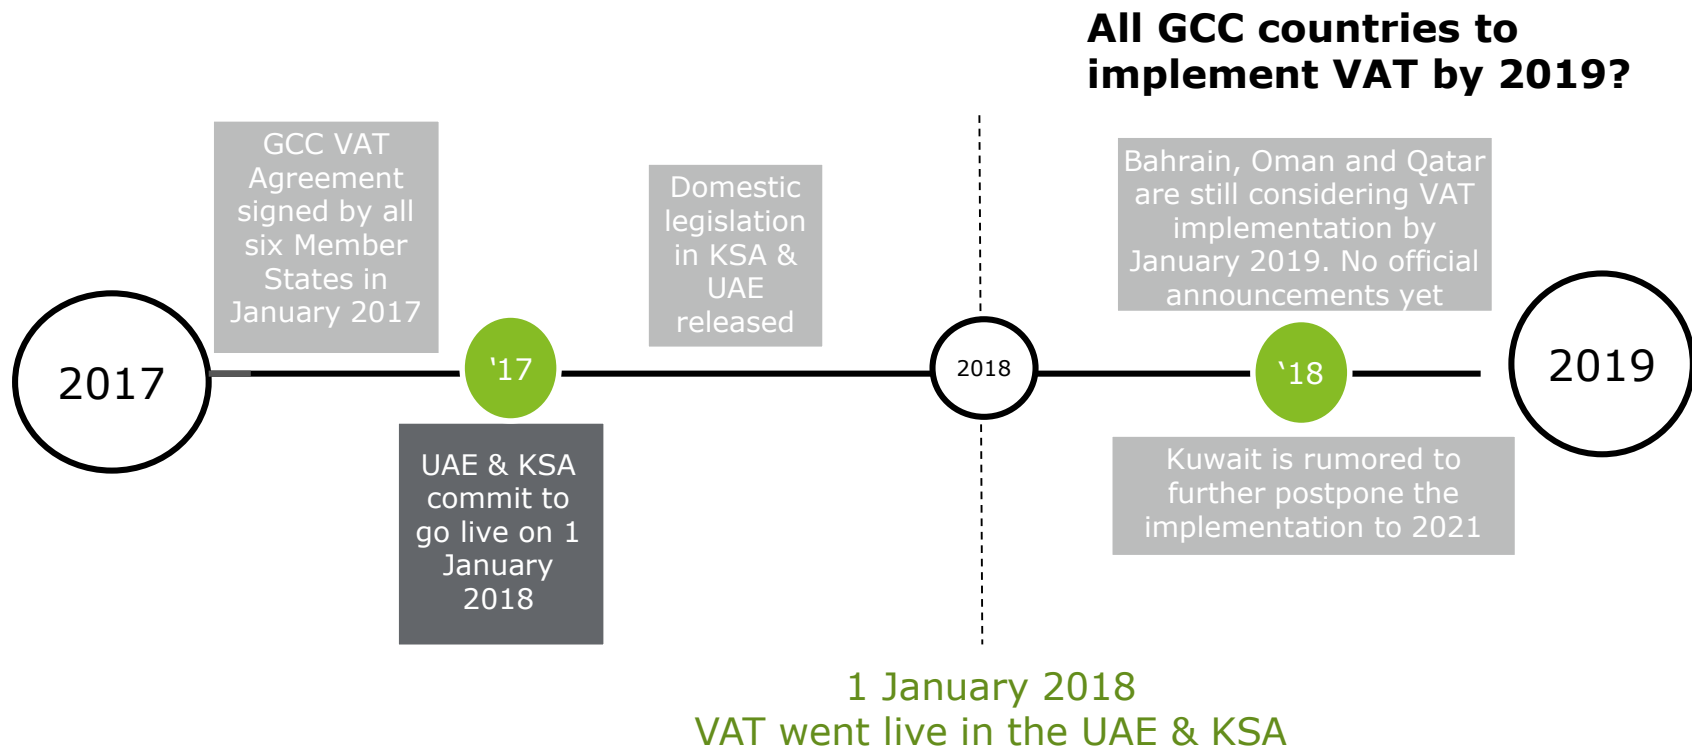 All GCC countries to
implement VAT by 2019?
GCC VAT
Agreement
signed by all
six Member
States in
January 2017
Domestic
legislation
in KSA &
UAE
released
Bahrain, Oman and Qatar
are still considering VAT
implementation by
January 2019. No official
announcements yet
2017
‘17
2018
‘18
2019
UAE & KSA
commit to
go live on 1
January
2018
Kuwait is rumored to
further postpone the
implementation to 2021
1 January 2018
VAT went live in the UAE & KSA